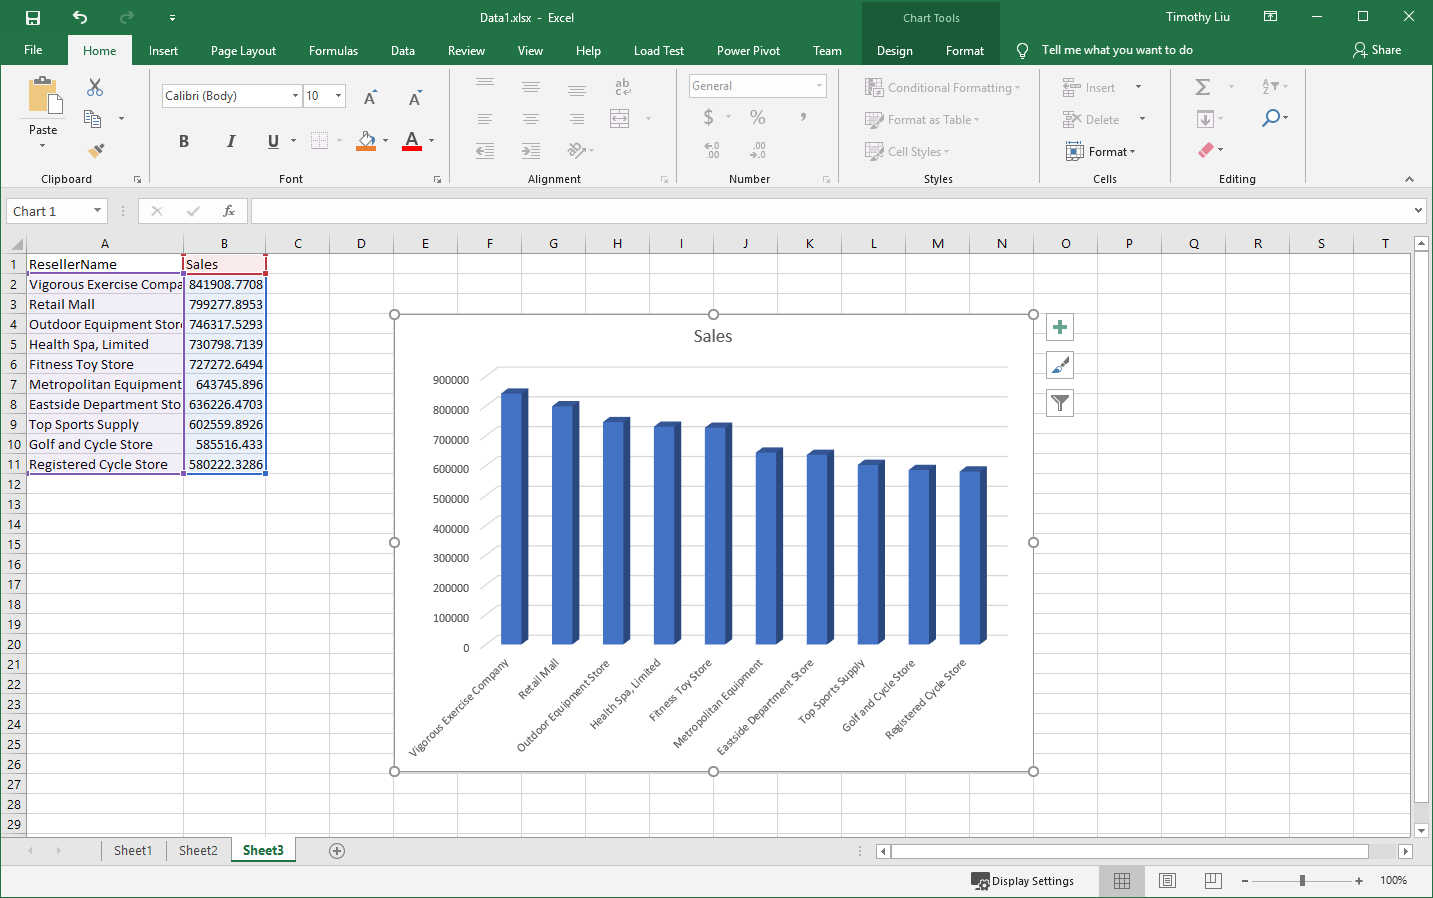 Data1.xlsx - Excel
Chart Tools
Timothy Liu
File Home Insert Page Layout Formulas Data Review View Help Load Test Power Pivot Team Design Format Tell me what you want to do Share
Paste
Calibri (Body) 10
B I U A
ab
General
$ % ,
Conditional Formatting
Format as Table
Cell Styles
Insert
Delete
Format
Clipboard Font Alignment Number Styles Cells Editing
Chart 1 fx
A B C D E F G H I J K L M N O P Q R S T
1 ResellerName Sales
2 Vigorous Exercise Compa 841908.7708
3 Retail Mall 799277.8953
4 Outdoor Equipment Stor 746317.5293
5 Health Spa, Limited 730798.7139
6 Fitness Toy Store 727272.6494
7 Metropolitan Equipment 643745.896
8 Eastside Department Sto 636226.4703
9 Top Sports Supply 602559.8926
10 Golf and Cycle Store 585516.433
11 Registered Cycle Store 580222.3286
12
13
14
15
16
17
18
19
20
21
22
23
24
25
26
27
28
29
Sales
900000
800000
700000
600000
500000
400000
300000
200000
100000
0
Vigorous Exercise Company
Retail Mall
Outdoor Equipment Store
Health Spa, Limited
Fitness Toy Store
Metropolitan Equipment
Eastside Department Store
Top Sports Supply
Golf and Cycle Store
Registered Cycle Store
Sheet1 Sheet2 Sheet3
Display Settings
100%